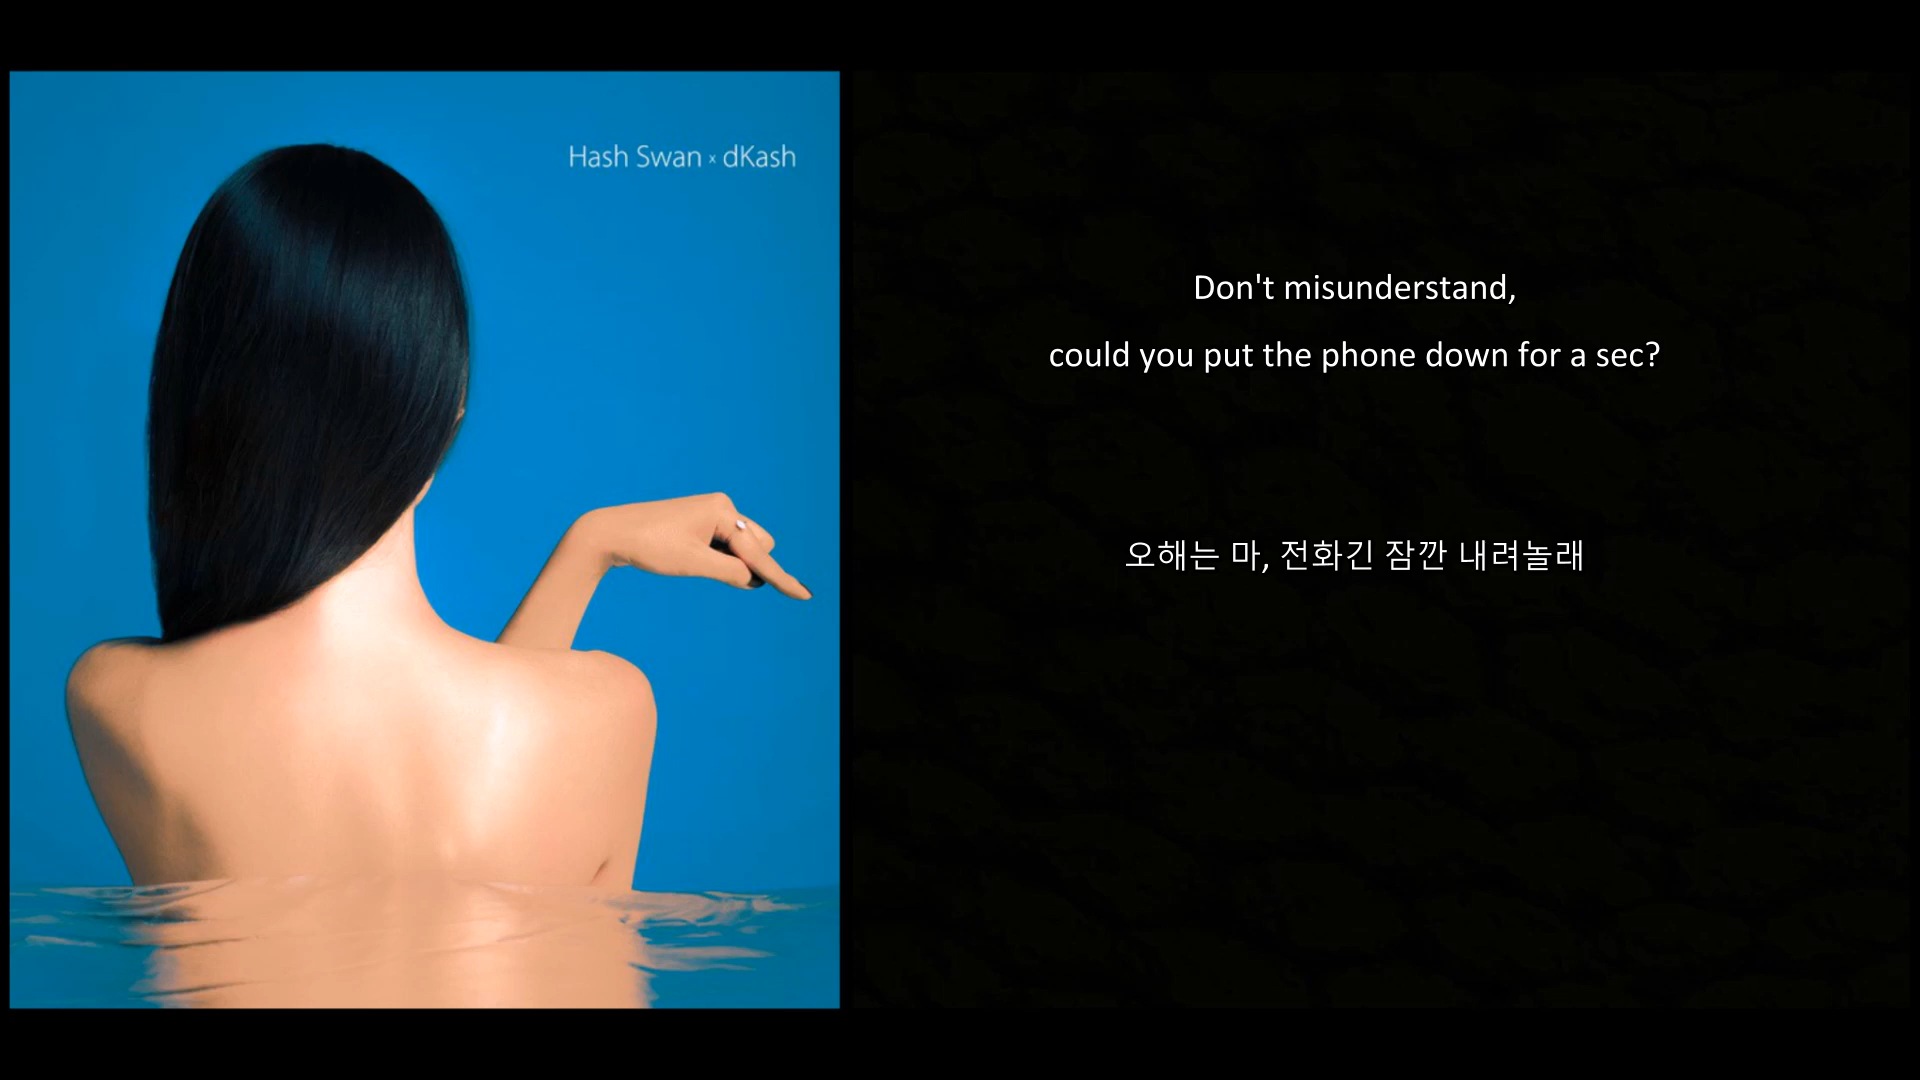 Hash Swan x dKash
Don't misunderstand,
could you put the phone down for a sec?
오해는 마, 전화긴 잠깐 내려놀래